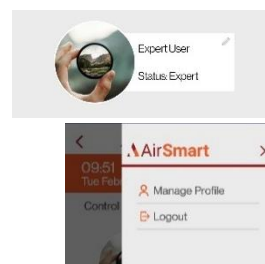 Expert User
Status: Expert
AirSmart
09:51
Tue Feb
Manage Profile
Control
Logout